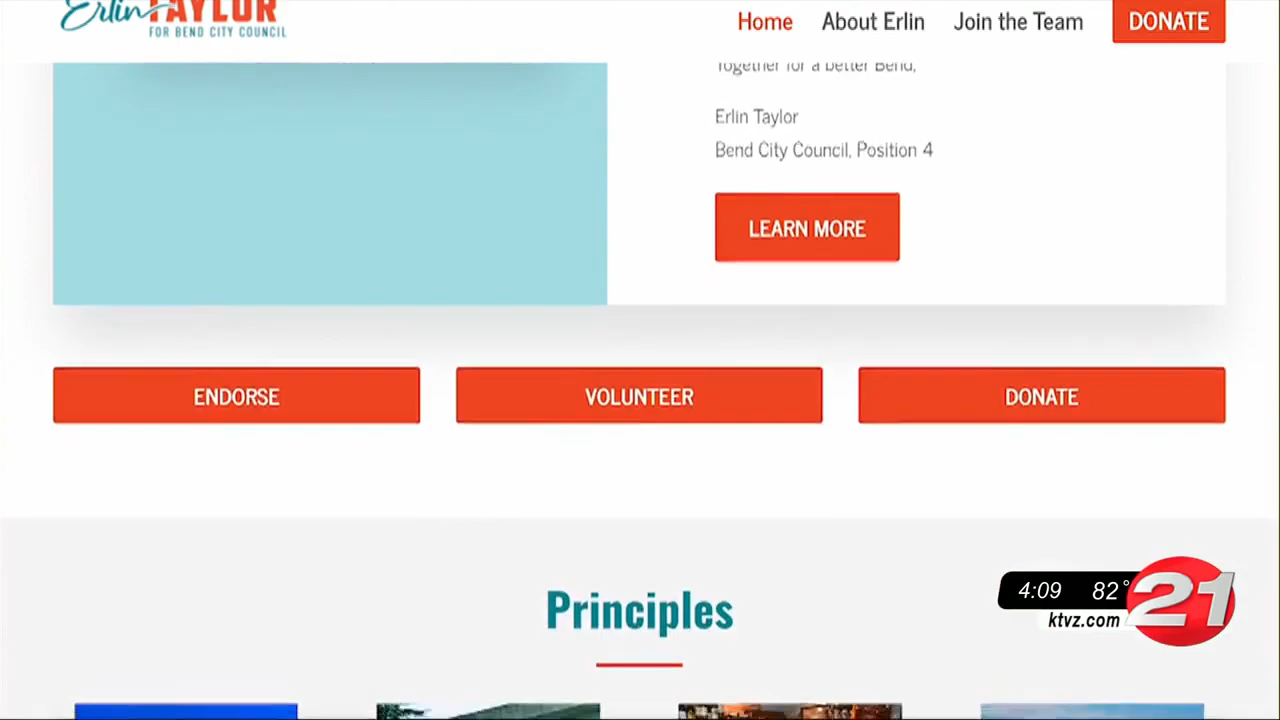 Erlin TAYLOR
FOR BEND CITY COUNCIL
Home About Erlin Join the Team DONATE
Together for a better Bend,
Erlin Taylor
Bend City Council, Position 4
LEARN MORE
ENDORSE VOLUNTEER DONATE
Principles
4:09 82°
21
ktvz.com